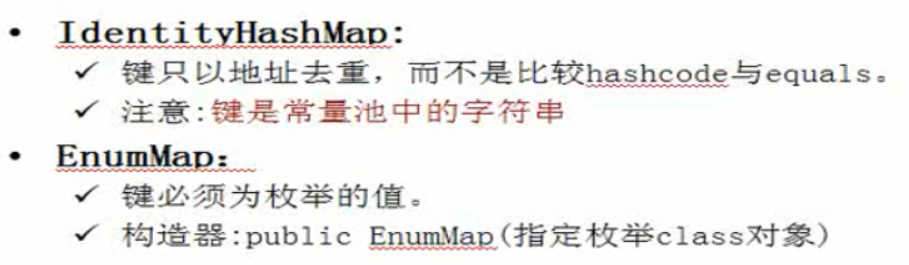 • IdentityHashMap:
✓ 键只以地址去重，而不是比较hashcode与equals。
✓ 注意:键是常量池中的字符串
• EnumMap：
✓ 键必须为枚举的值。
✓ 构造器:public EnumMap(指定枚举class对象)